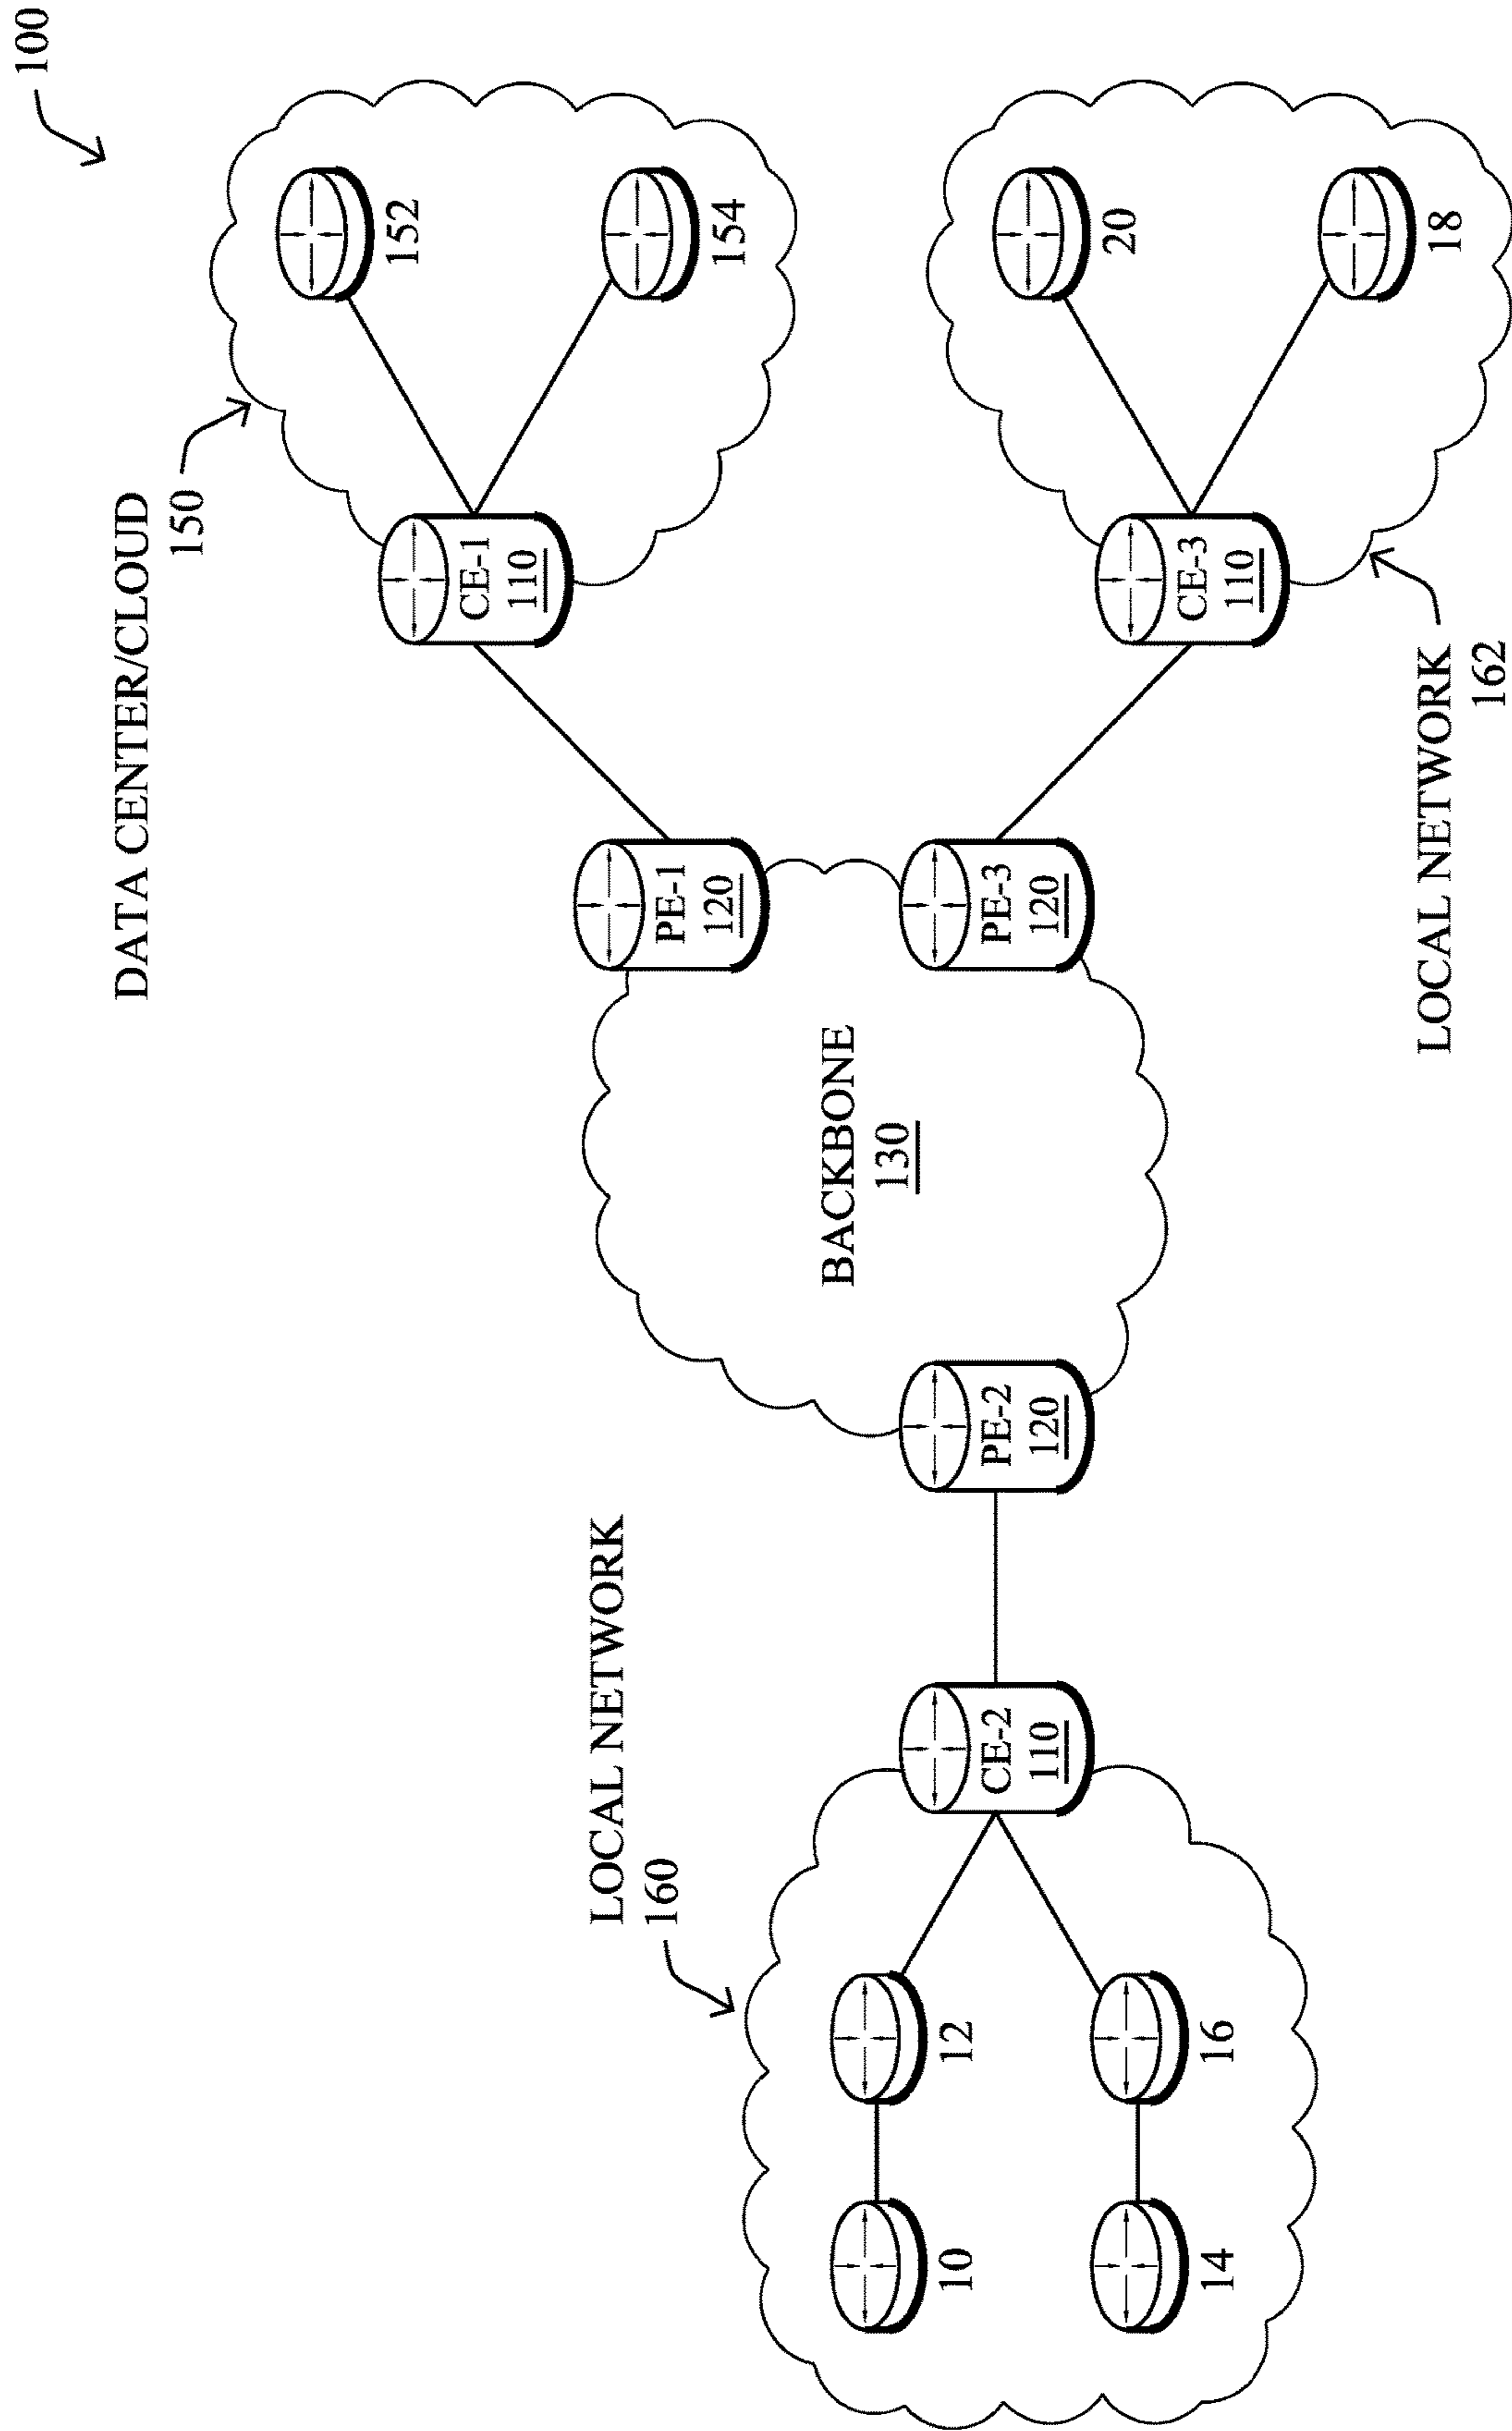 100
DATA CENTER/CLOUD
150
152
154
CE-1
110
PE-1
120
LOCAL NETWORK
160
BACKBONE
130
10
12
14
16
CE-2
110
PE-2
120
PE-3
120
CE-3
110
20
18
LOCAL NETWORK
162